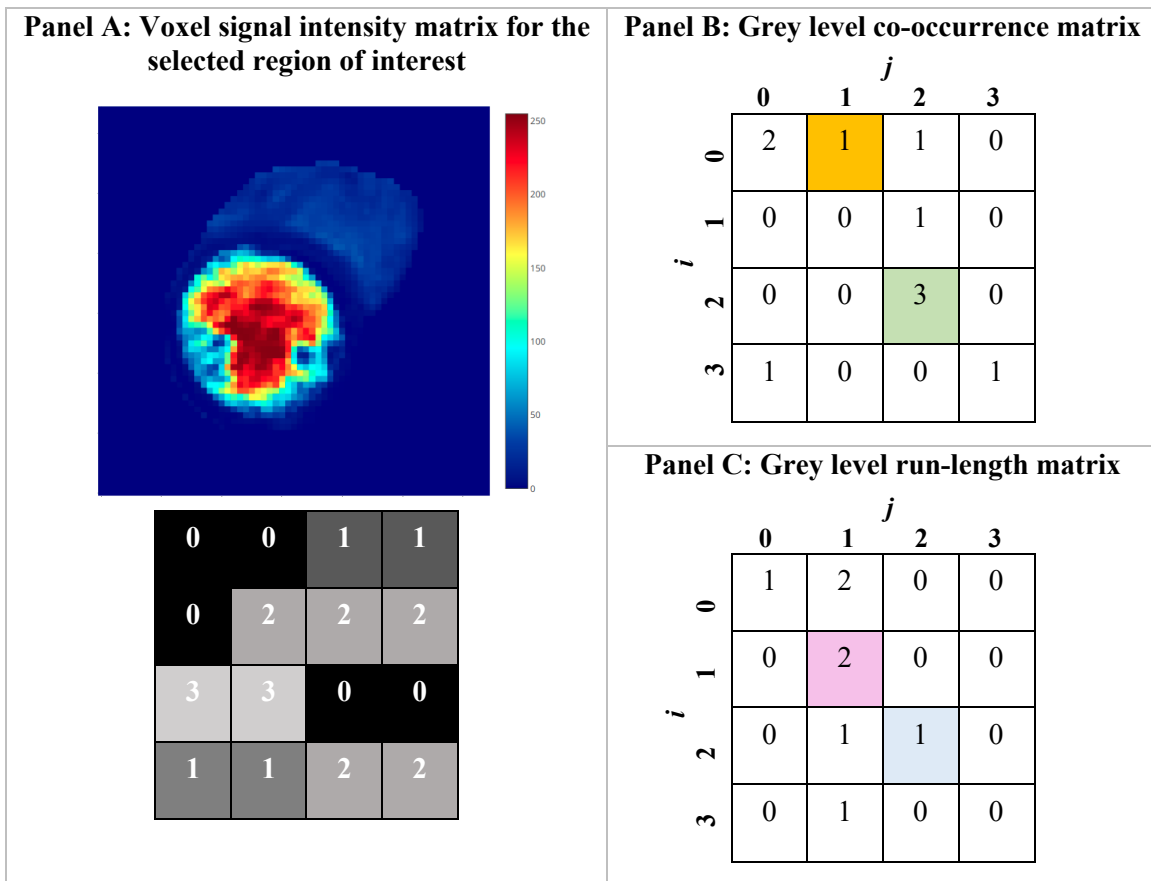 Panel A: Voxel signal intensity matrix for the
selected region of interest
250
200
150
100
50
0
0 0 1 1
0 2 2 2
3 3 0 0
1 1 2 2
Panel B: Grey level co-occurrence matrix
j
0 1 2 3
i
0 2 1 1 0
1 0 0 1 0
2 0 0 3 0
3 1 0 0 1
Panel C: Grey level run-length matrix
j
0 1 2 3
i
0 1 2 0 0
1 0 2 0 0
2 0 1 1 0
3 0 1 0 0